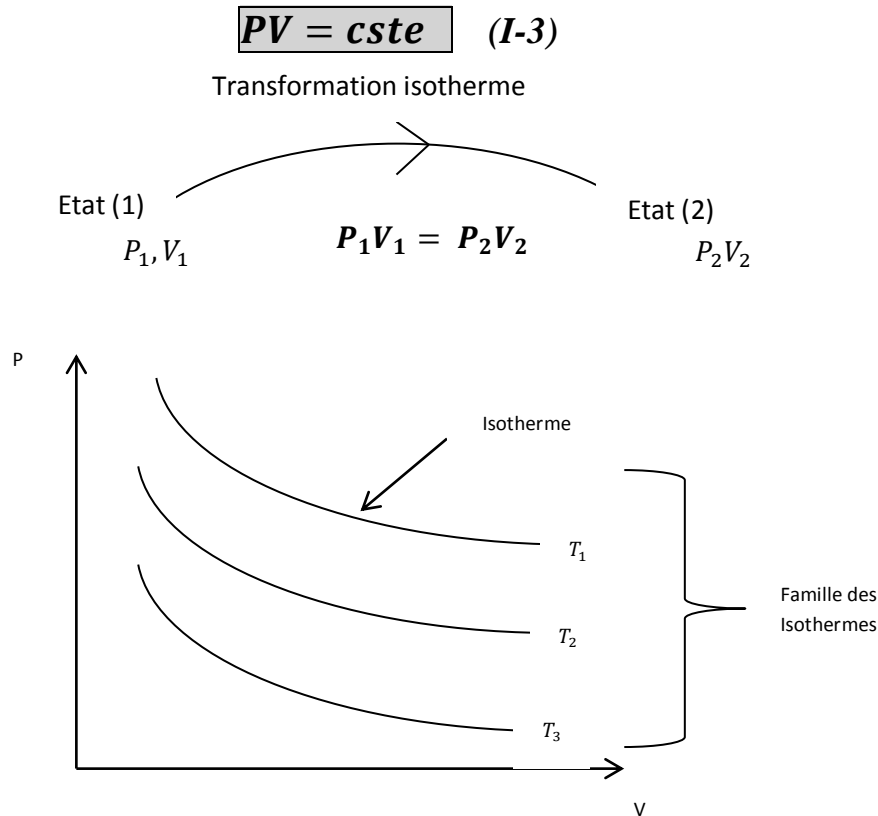 PV = cste (I-3)
Transformation isotherme
Etat (1) Etat (2)
P₁, V₁ P₁V₁ = P₂V₂ P₂V₂
P
Isotherme
T₁
Famille des
Isothermes
T₂
T₃
V